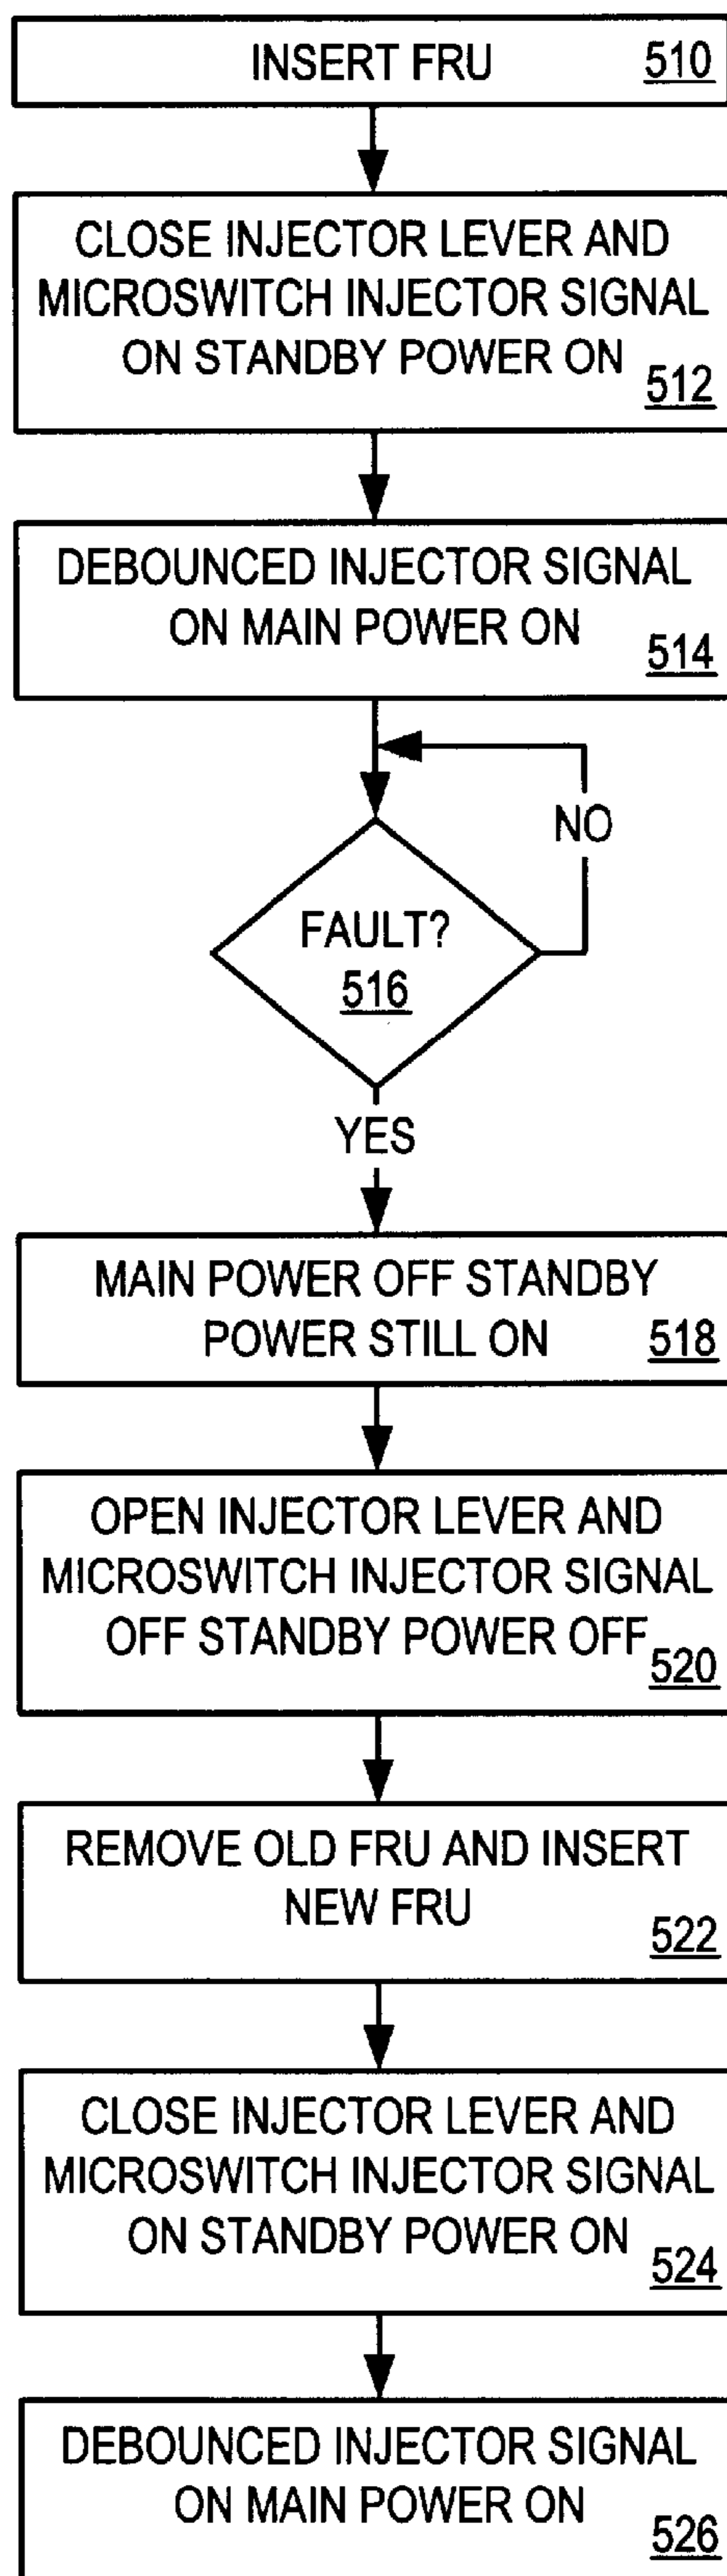 INSERT FRU 510
CLOSE INJECTOR LEVER AND
MICROSWITCH INJECTOR SIGNAL
ON STANDBY POWER ON
512
DEBOUNCED INJECTOR SIGNAL
ON MAIN POWER ON
514
NO
FAULT?
516
YES
MAIN POWER OFF STANDBY
POWER STILL ON 518
OPEN INJECTOR LEVER AND
MICROSWITCH INJECTOR SIGNAL
OFF STANDBY POWER OFF
520
REMOVE OLD FRU AND INSERT
NEW FRU
522
CLOSE INJECTOR LEVER AND
MICROSWITCH INJECTOR SIGNAL
ON STANDBY POWER ON
524
DEBOUNCED INJECTOR SIGNAL
ON MAIN POWER ON
526